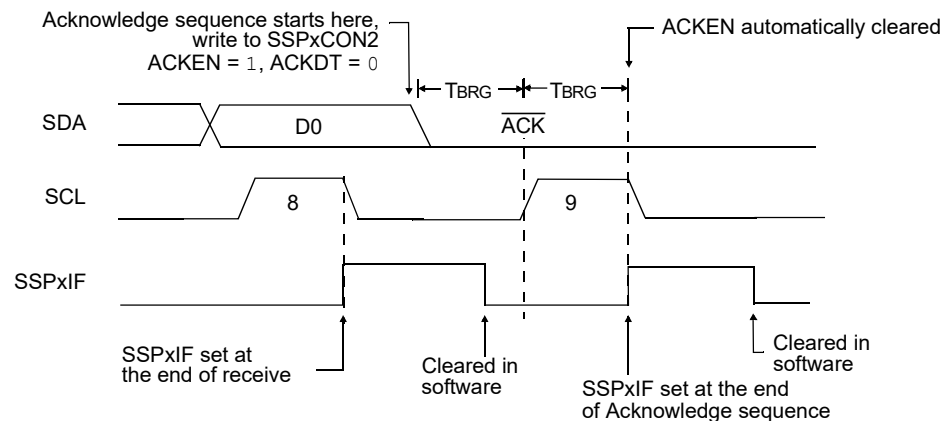 Acknowledge sequence starts here,
write to SSPxCON2
ACKEN = 1, ACKDT = 0
ACKEN automatically cleared
TBRG
TBRG
SDA
D0
ACK
SCL
8
9
SSPxIF
SSPxIF set at
the end of receive
Cleared in
software
SSPxIF set at the end
of Acknowledge sequence
Cleared in
software